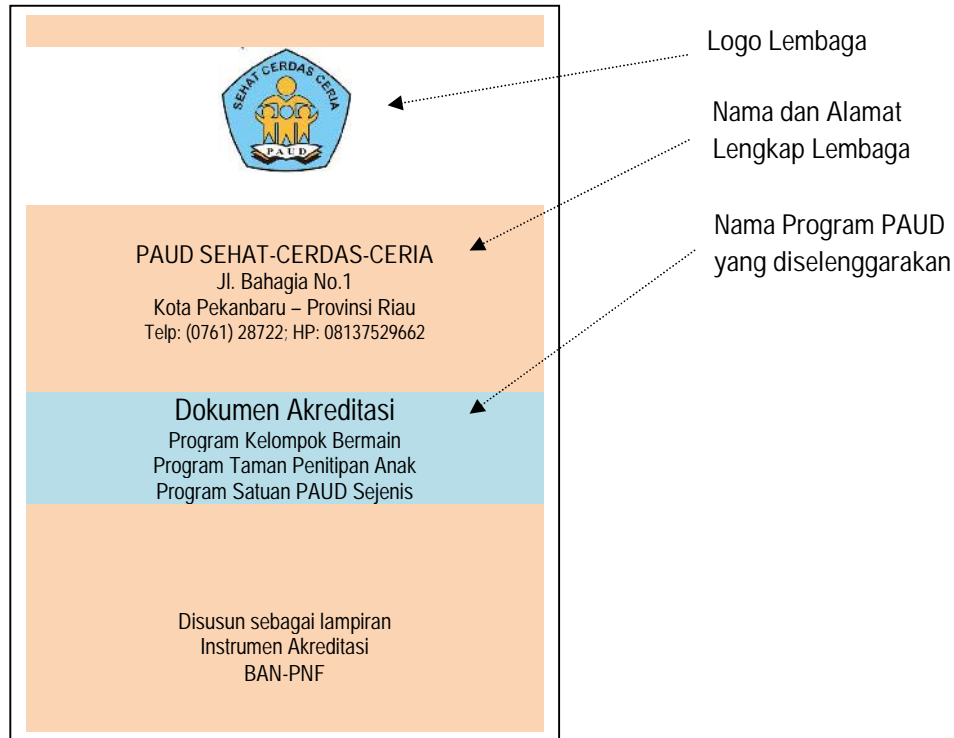 SEHAT CERDAS CERIA
PAUD
Logo Lembaga
Nama dan Alamat
Lengkap Lembaga
Nama Program PAUD
yang diselenggarakan
PAUD SEHAT-CERDAS-CERIA
Jl. Bahagia No.1
Kota Pekanbaru – Provinsi Riau
Telp: (0761) 28722; HP: 08137529662
Dokumen Akreditasi
Program Kelompok Bermain
Program Taman Penitipan Anak
Program Satuan PAUD Sejenis
Disusun sebagai lampiran
Instrumen Akreditasi
BAN-PNF